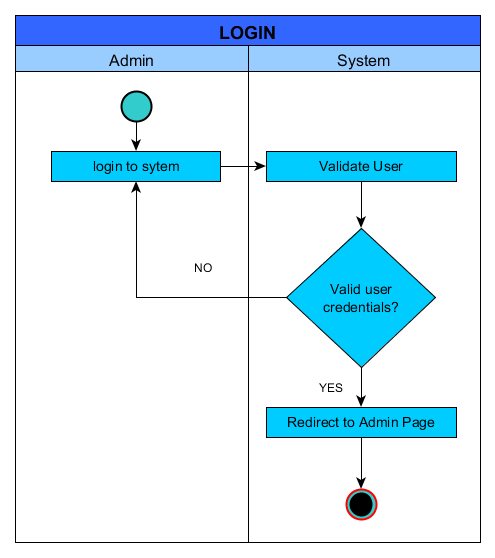 LOGIN
Admin
System
login to sytem
Validate User
Valid user
credentials?
NO
YES
Redirect to Admin Page